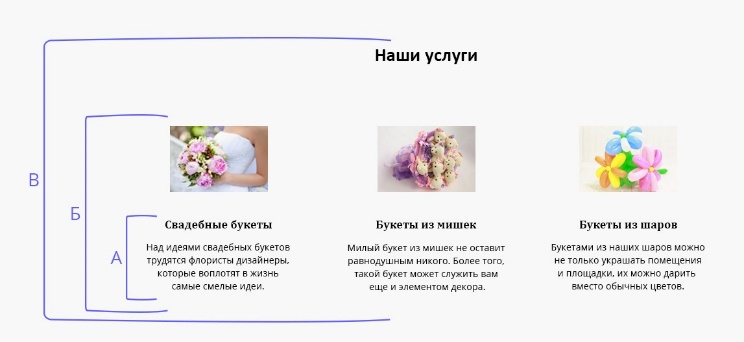 Наши услуги
В
Б
А
Свадебные букеты
Над идеями свадебных букетов
трудятся флористы дизайнеры,
которые воплотят в жизнь
самые смелые идеи.
Букеты из мишек
Милый букет из мишек не оставит
равнодушным никого. Более того,
такой букет может служить вам
еще и элементом декора.
Букеты из шаров
Букетами из наших шаров можно
не только украшать помещения
и площадки, их можно дарить
вместо обычных цветов.